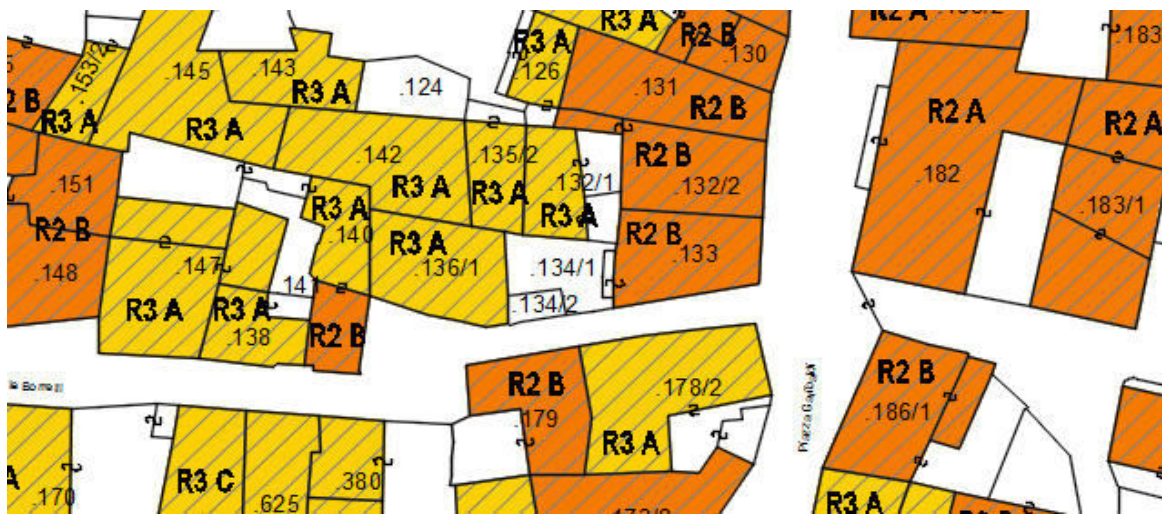 R3 A
R2 B
.130
.183
R3 A
.126
.153/2
.145
.143
R3 A
.124
.131
R2 B
R2 A
R2 A
R3 A
R3 A
.142
.135/2
R2 B
.151
R3 A
R3 A
R3 A
.132/1
.132/2
.182
.183/1
R2 B
.140
R3 A
R3 A
R2 B
.133
.148
.147
.136/1
.134/1
141
.134/2
R3 A
R3 A
.138
R2 B
R2 B
.179
.178/2
R2 B
.186/1
Piazza Garibaldi
R3 A
.170
R3 C
.625
.380
R3 A